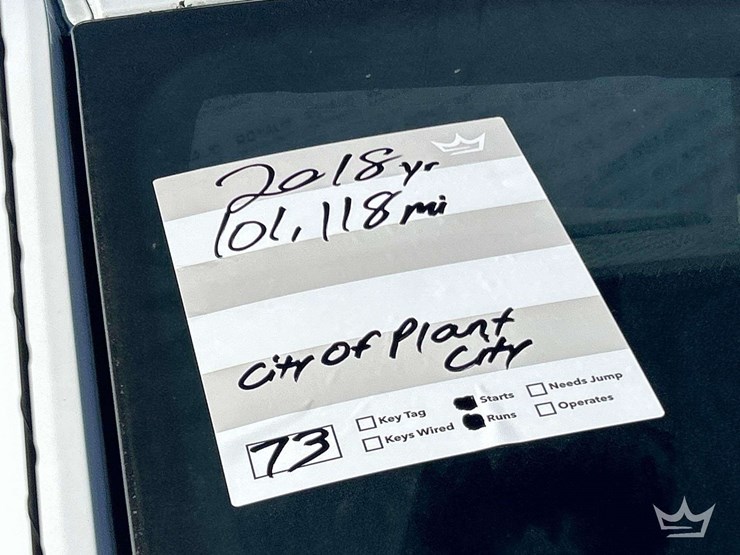 2018 yr
101,118 mi
City of Plant
City
73
Key Tag
Keys Wired
Starts
Runs
Needs Jump
Operates